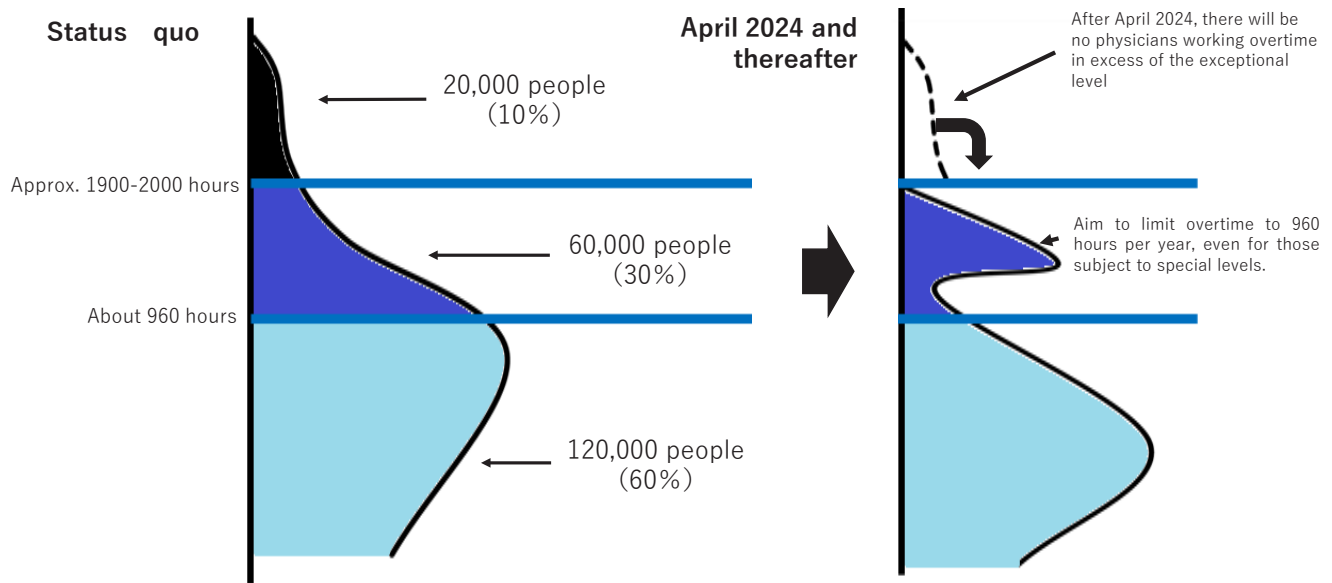 Status quo
20,000 people
(10%)
Approx. 1900-2000 hours
60,000 people
(30%)
About 960 hours
120,000 people
(60%)
April 2024 and
thereafter
After April 2024, there will be
no physicians working overtime
in excess of the exceptional
level
Aim to limit overtime to 960
hours per year, even for those
subject to special levels.